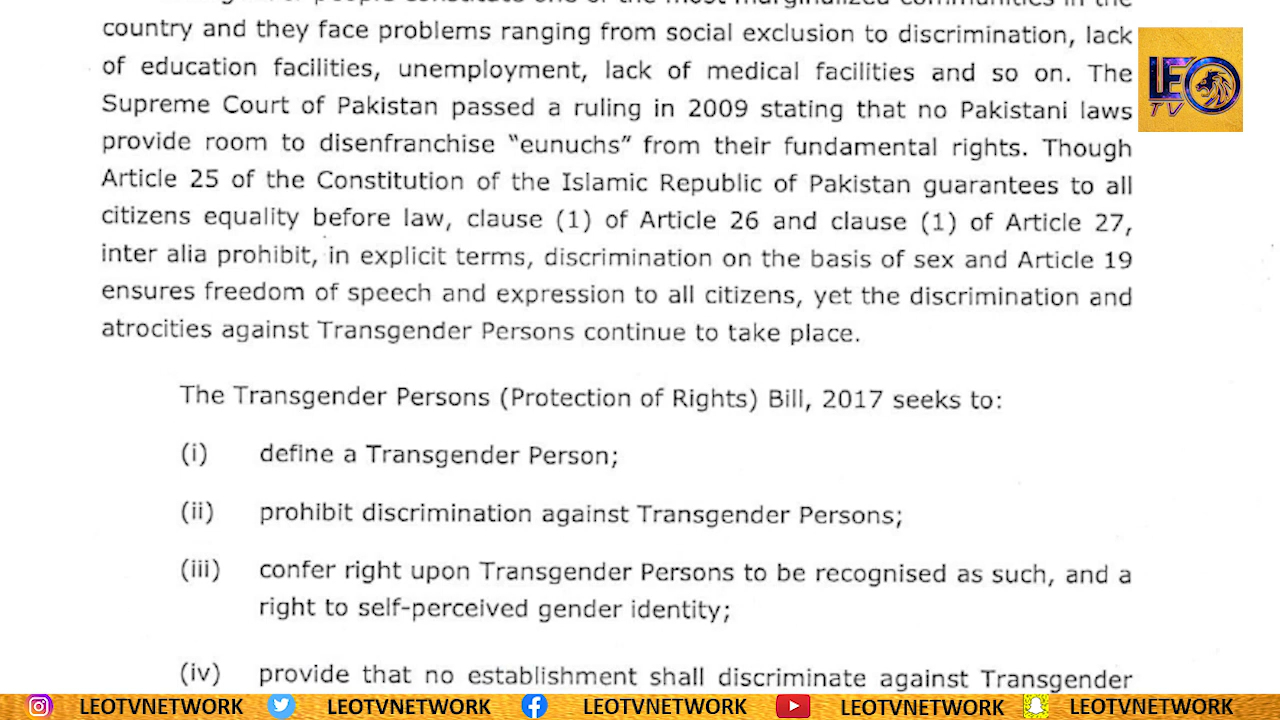 country and they face problems ranging from social exclusion to discrimination, lack
of education facilities, unemployment, lack of medical facilities and so on. The
Supreme Court of Pakistan passed a ruling in 2009 stating that no Pakistani laws
provide room to disenfranchise “eunuchs” from their fundamental rights. Though
Article 25 of the Constitution of the Islamic Republic of Pakistan guarantees to all
citizens equality before law, clause (1) of Article 26 and clause (1) of Article 27,
inter alia prohibit, in explicit terms, discrimination on the basis of sex and Article 19
ensures freedom of speech and expression to all citizens, yet the discrimination and
atrocities against Transgender Persons continue to take place.
The Transgender Persons (Protection of Rights) Bill, 2017 seeks to:
(i) define a Transgender Person;
(ii) prohibit discrimination against Transgender Persons;
(iii) confer right upon Transgender Persons to be recognised as such, and a
right to self-perceived gender identity;
(iv) provide that no establishment shall discriminate against Transgender
LEO
TV
LEOTVNETWORK LEOTVNETWORK LEOTVNETWORK LEOTVNETWORK LEOTVNETWORK